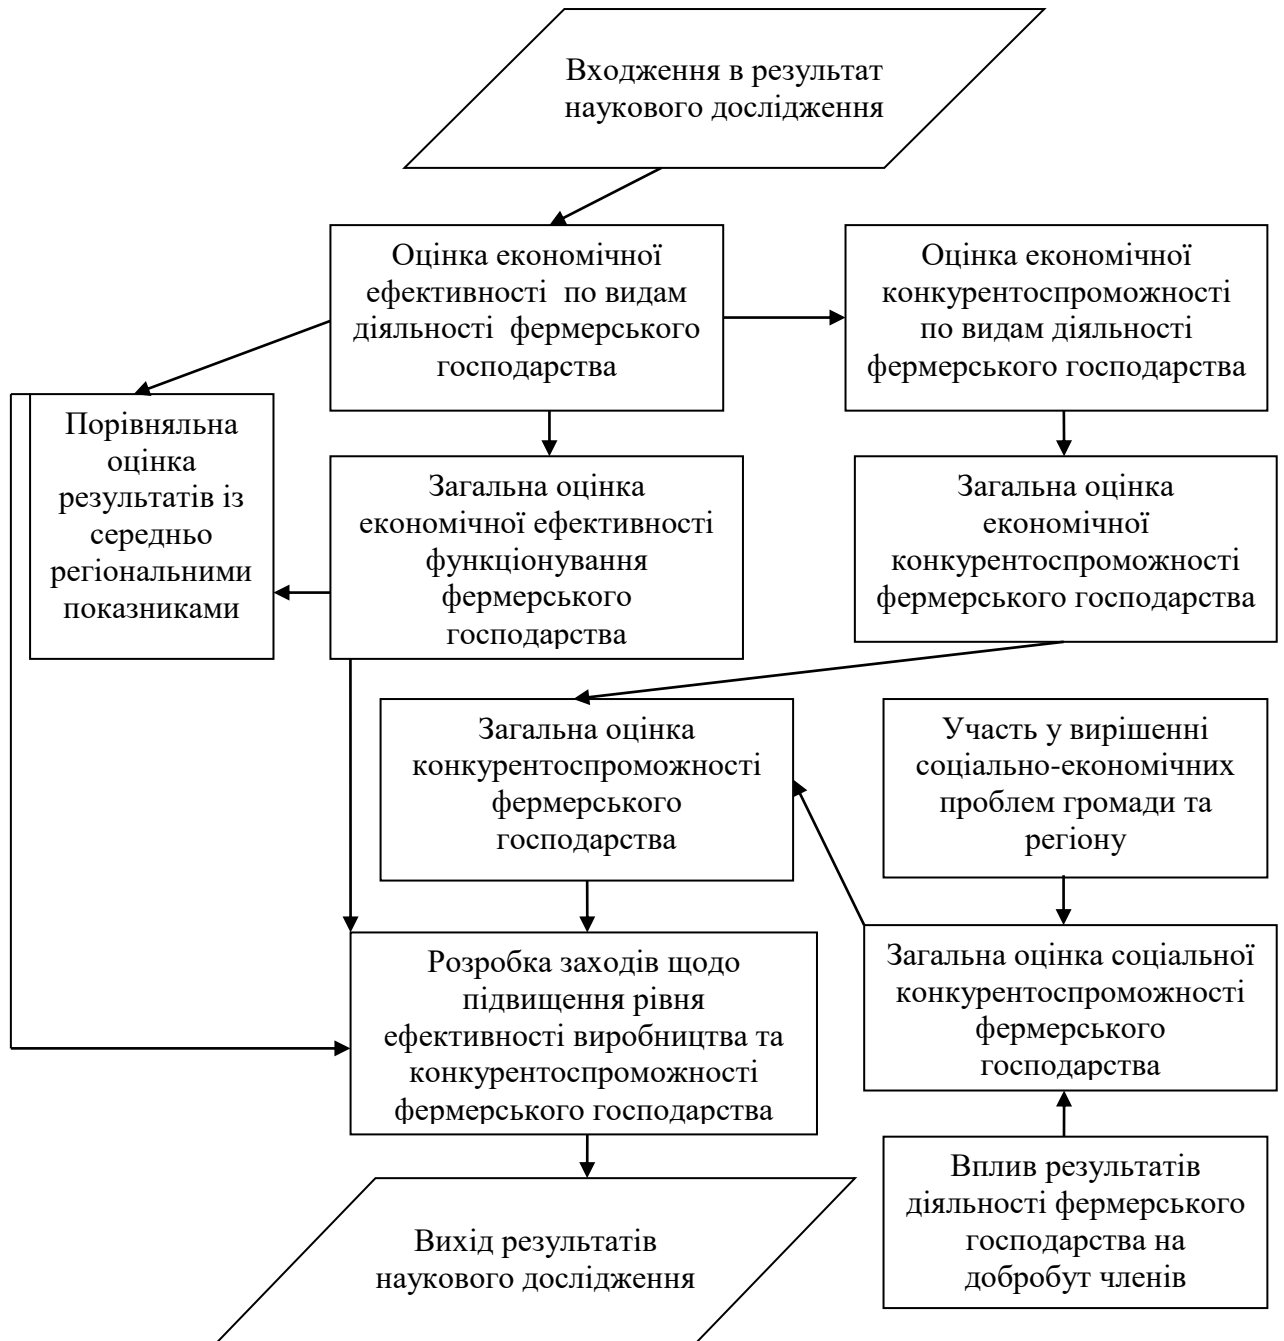 Входження в результат
наукового дослідження
Оцінка економічної
ефективності по видам
діяльності фермерського
господарства
Оцінка економічної
конкурентоспроможності
по видам діяльності
фермерського господарства
Порівняльна
оцінка
результатів із
середньо
регіональними
показниками
Загальна оцінка
економічної ефективності
функціонування
фермерського
господарства
Загальна оцінка
економічної
конкурентоспроможності
фермерського господарства
Загальна оцінка
конкурентоспроможності
фермерського
господарства
Участь у вирішенні
соціально-економічних
проблем громади та
регіону
Розробка заходів щодо
підвищення рівня
ефективності виробництва та
конкурентоспроможності
фермерського господарства
Загальна оцінка соціальної
конкурентоспроможності
фермерського
господарства
Вплив результатів
діяльності фермерського
господарства на
добробут членів
Вихід результатів
наукового дослідження